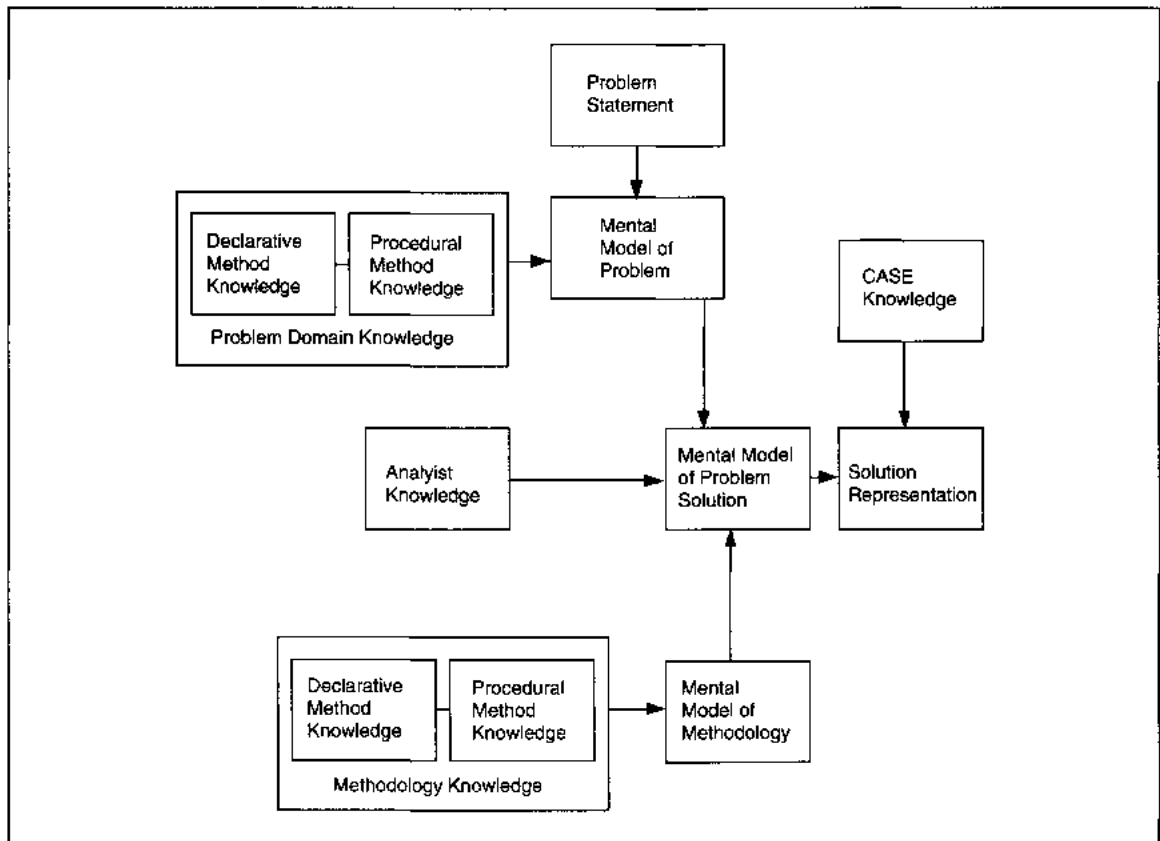 Problem
Statement
Declarative
Method
Knowledge
Procedural
Method
Knowledge
Problem Domain Knowledge
Mental
Model of
Problem
CASE
Knowledge
Analyist
Knowledge
Mental Model
of Problem
Solution
Solution
Representation
Declarative
Method
Knowledge
Procedural
Method
Knowledge
Methodology Knowledge
Mental
Model of
Methodology